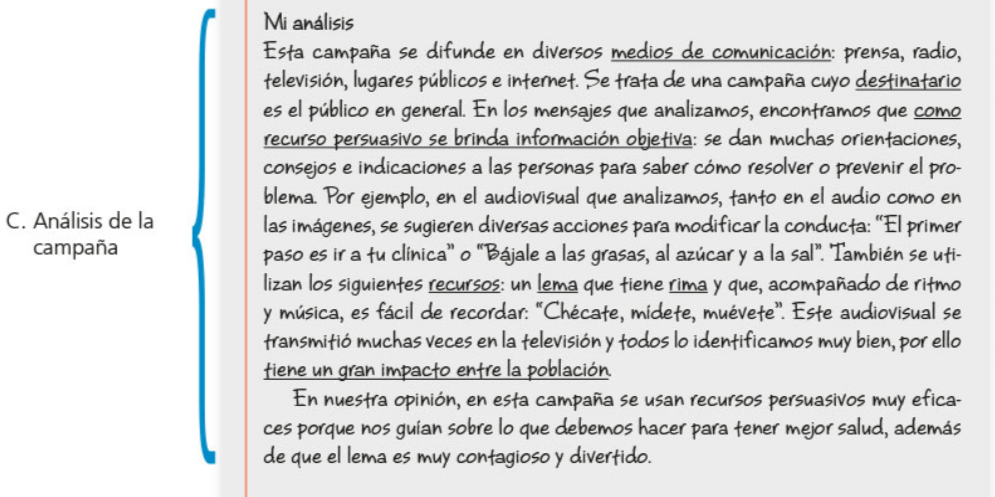 C. Análisis de la
campaña
Mi análisis
Esta campaña se difunde en diversos medios de comunicación: prensa, radio,
televisión, lugares públicos e internet. Se trata de una campaña cuyo destinatario
es el público en general. En los mensajes que analizamos, encontramos que como
recurso persuasivo se brinda información objetiva: se dan muchas orientaciones,
consejos e indicaciones a las personas para saber cómo resolver o prevenir el pro-
blema. Por ejemplo, en el audiovisual que analizamos, tanto en el audio como en
las imágenes, se sugieren diversas acciones para modificar la conducta: “El primer
paso es ir a tu clínica” o “Bájale a las grasas, al azúcar y a la sal”. También se uti-
lizan los siguientes recursos: un lema que tiene rima y que, acompañado de ritmo
y música, es fácil de recordar: “Chécate, mídete, muévete”. Este audiovisual se
transmitió muchas veces en la televisión y todos lo identificamos muy bien, por ello
tiene un gran impacto entre la población.
En nuestra opinión, en esta campaña se usan recursos persuasivos muy efica-
ces porque nos guían sobre lo que debemos hacer para tener mejor salud, además
de que el lema es muy contagioso y divertido.